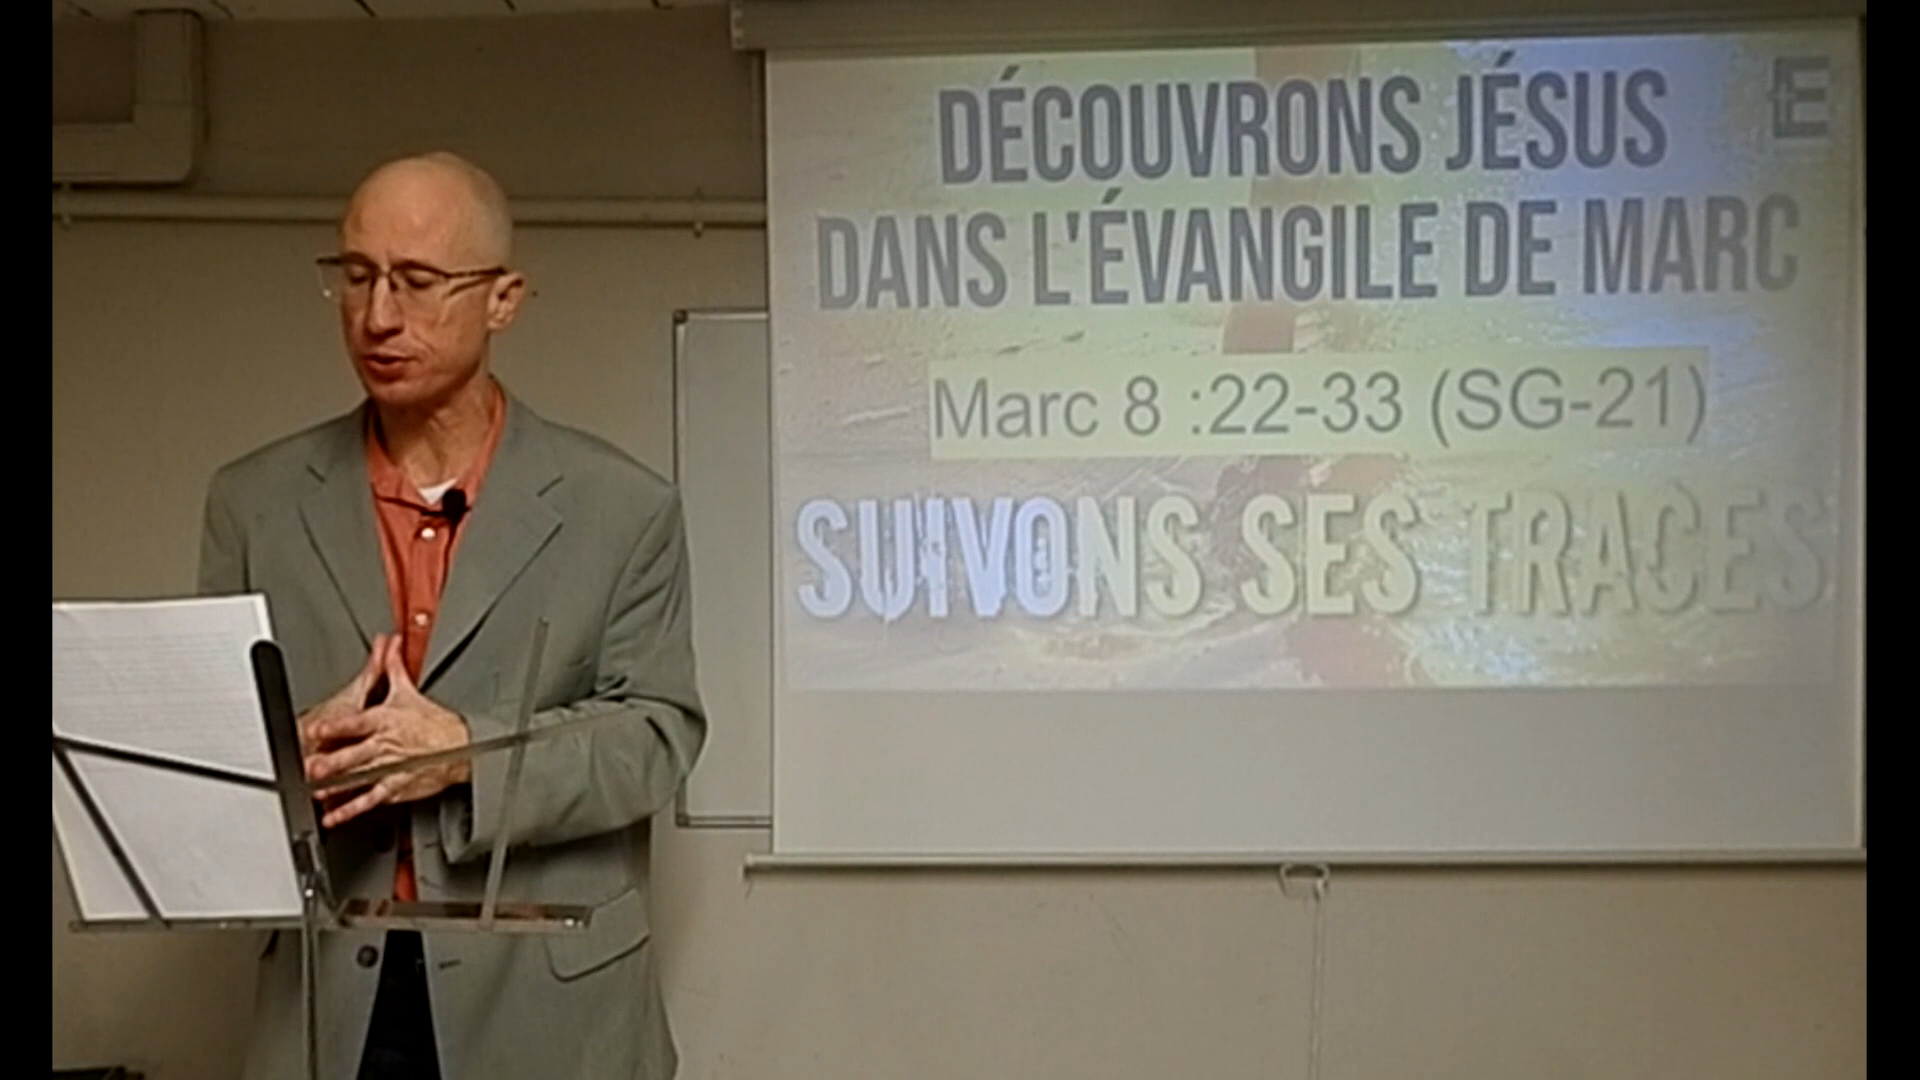 DÉCOUVRONS JÉSUS
DANS L'ÉVANGILE DE MARC
Marc 8 :22-33 (SG-21)
SUIVONS SES TRACES